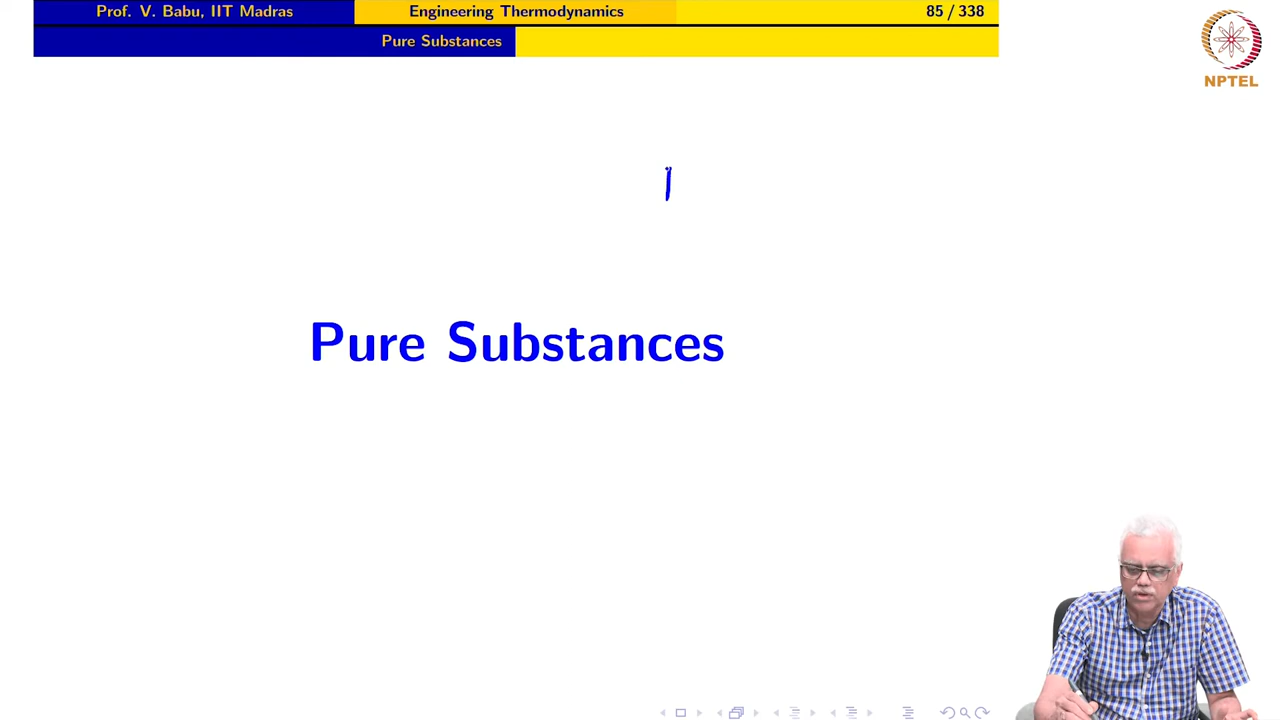 Prof. V. Babu, IIT Madras Engineering Thermodynamics 85 / 338
Pure Substances
NPTEL
Pure Substances